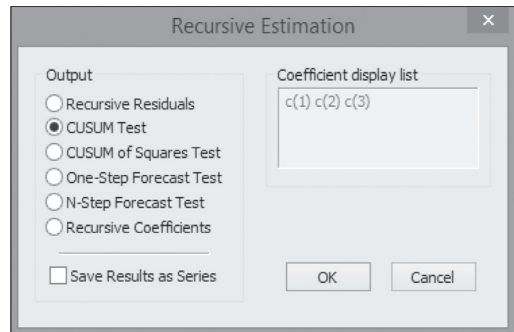 Recursive Estimation
×
Output
Recursive Residuals
CUSUM Test
CUSUM of Squares Test
One-Step Forecast Test
N-Step Forecast Test
Recursive Coefficients
Save Results as Series
Coefficient display list
c(1) c(2) c(3)
OK
Cancel